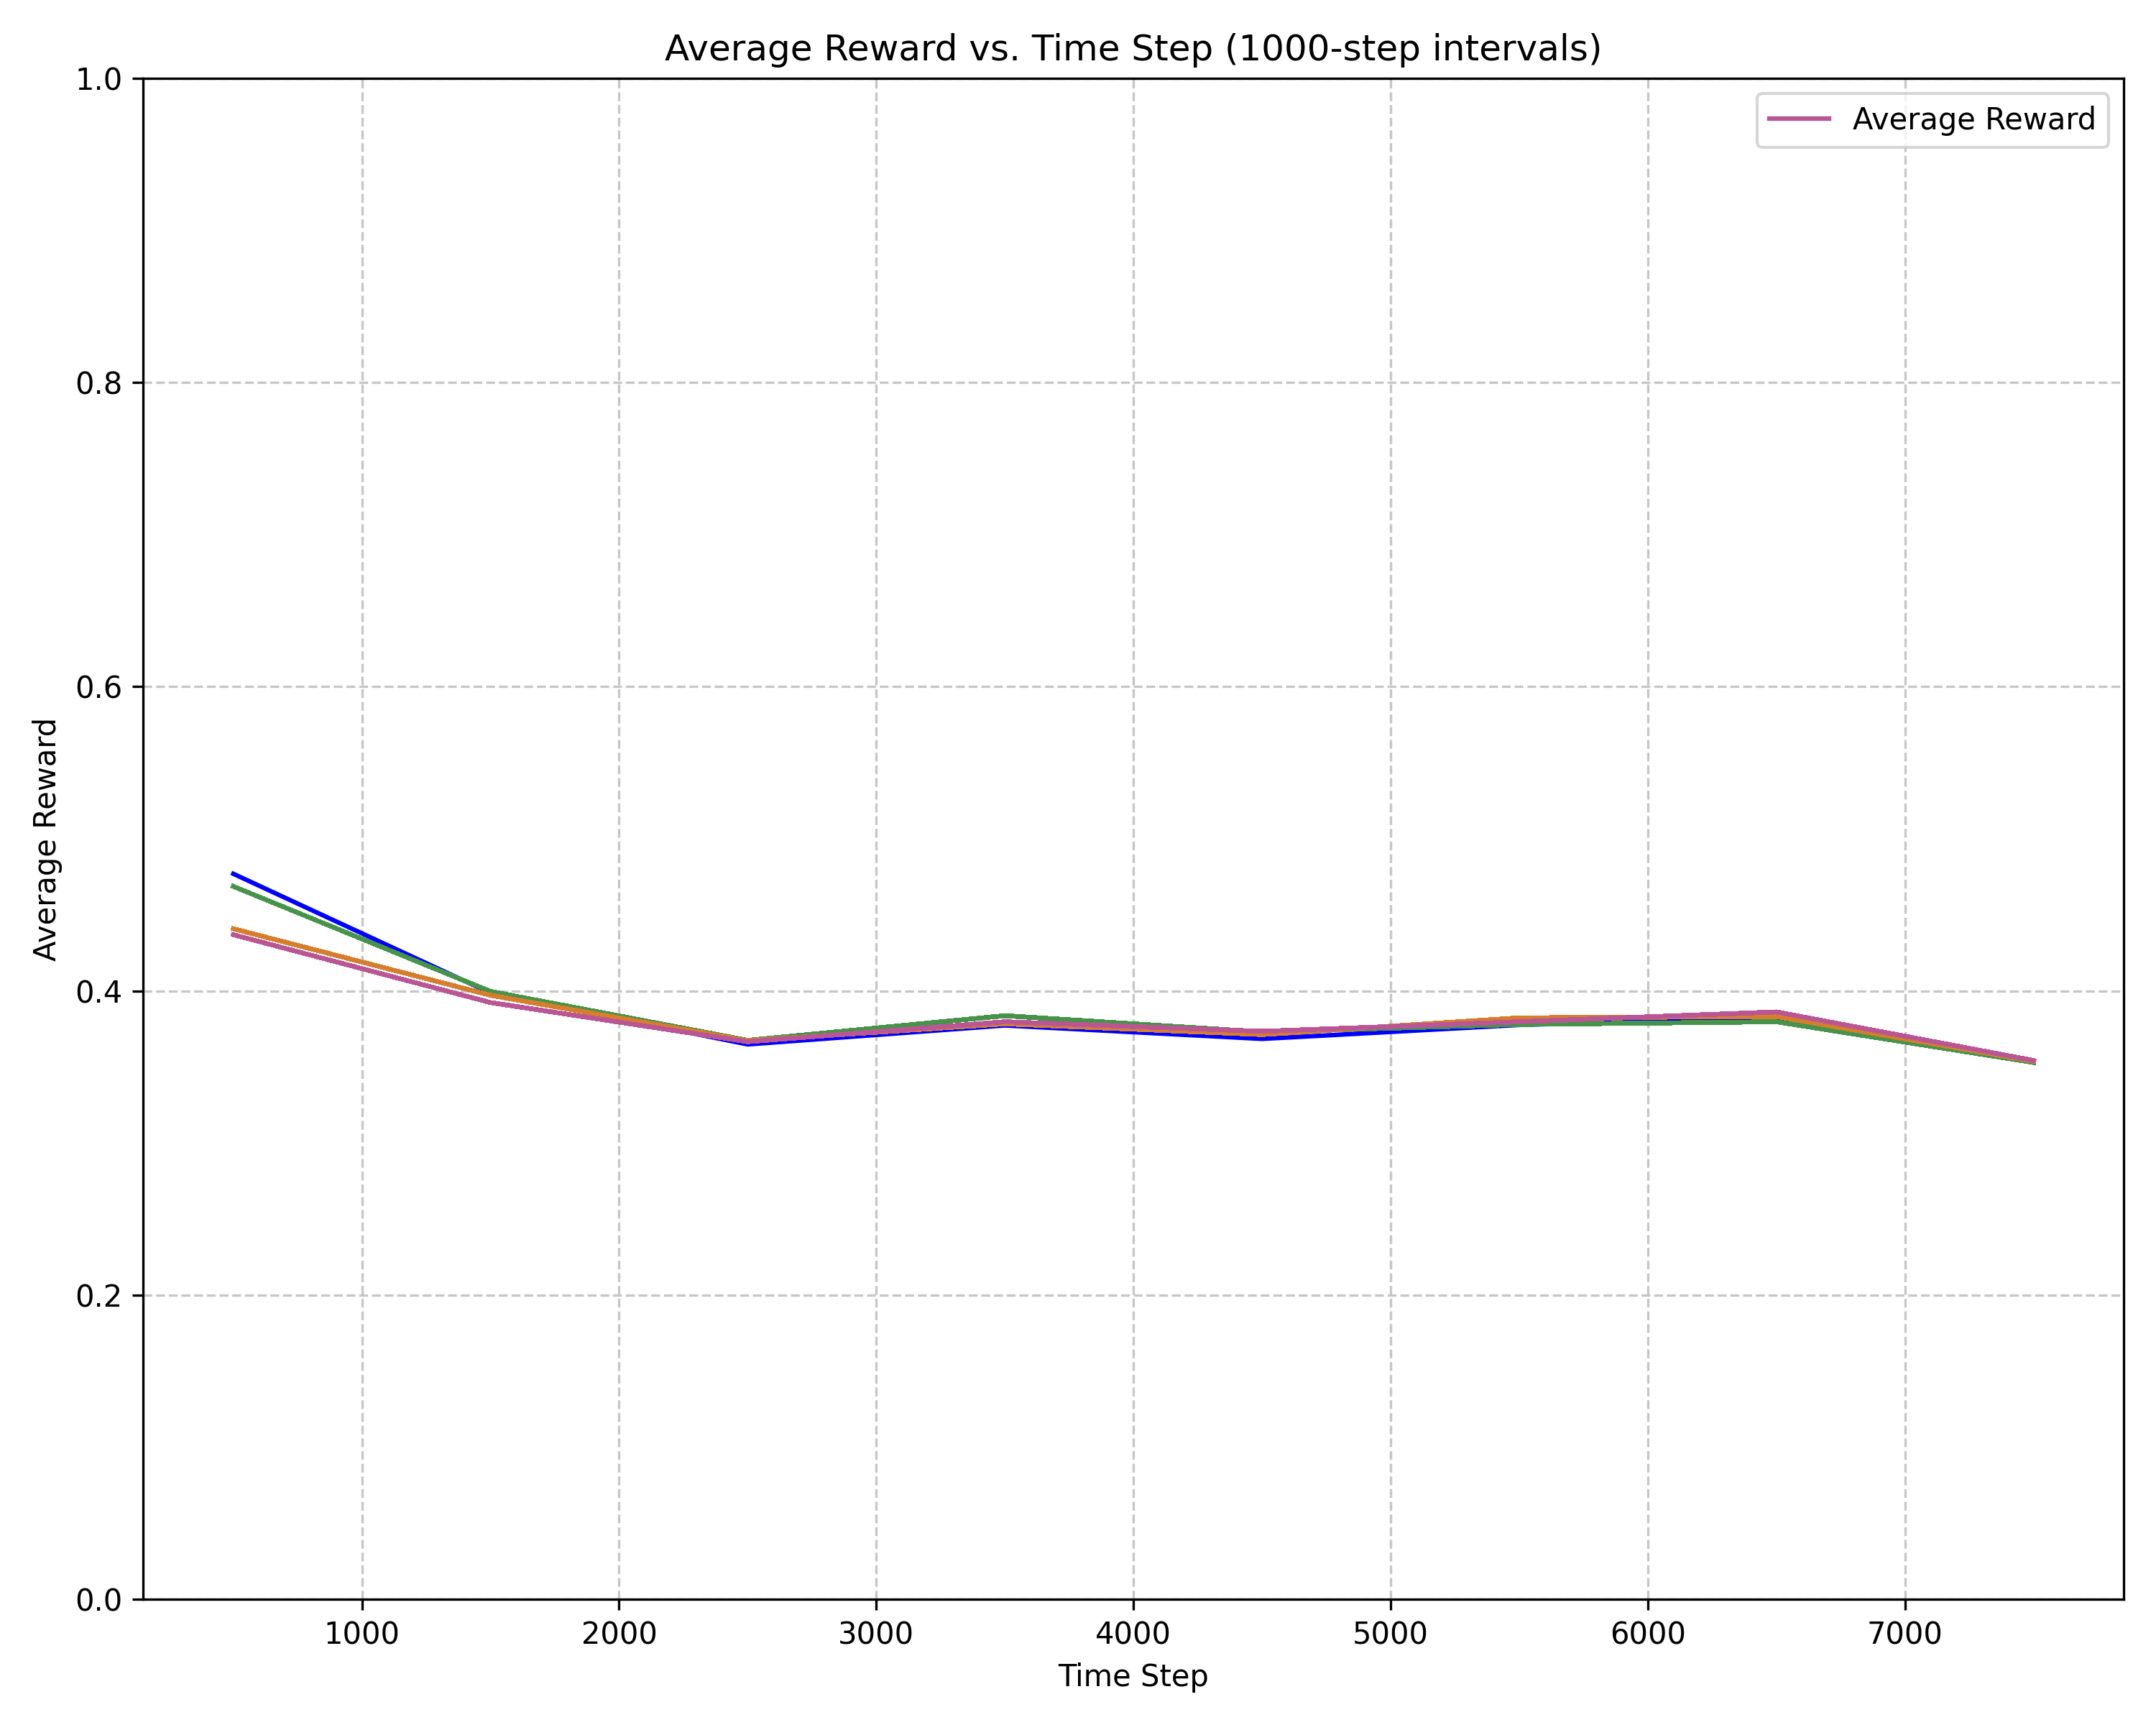 Average Reward vs. Time Step (1000-step intervals)
Average Reward
1.0
0.8
0.6
0.4
0.2
0.0
Average Reward
1000 2000 3000 4000 5000 6000 7000
Time Step